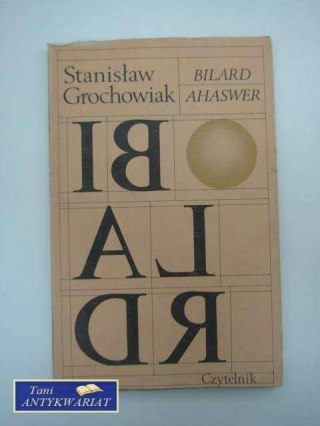 Stanisław
Grochowiak
BILARD
AHASWER
BI
LA
RD
Czytelnik
Tani
ANTYKWARIAT